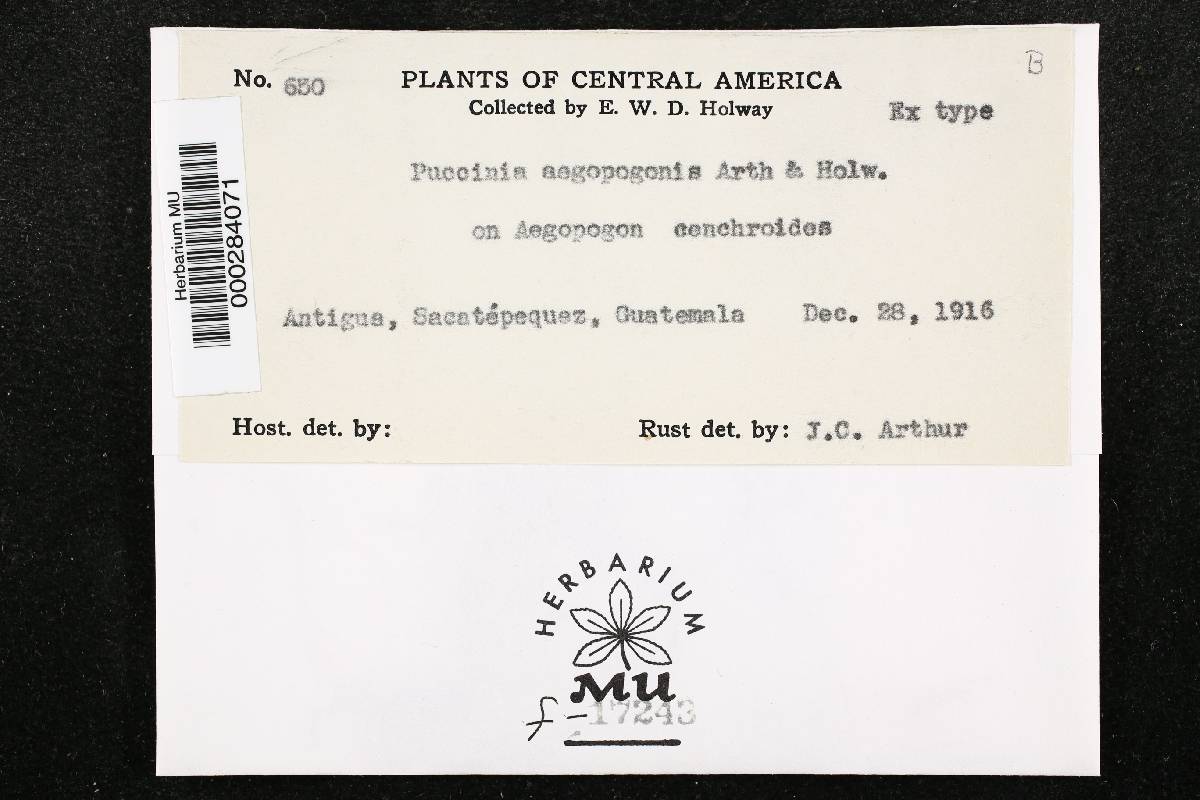 B
No. 650 PLANTS OF CENTRAL AMERICA
Collected by E. W. D. Holway
Ex type
Puccinia aegopogonis Arth & Holw.
on Aegopogon cenchroides
Antigua, Sacatépequez, Guatemala Dec. 28, 1916
Host. det. by:
Rust det. by: J.C. Arthur
Herbarium MU
000284071
HERBARIUM
MU
f-17243